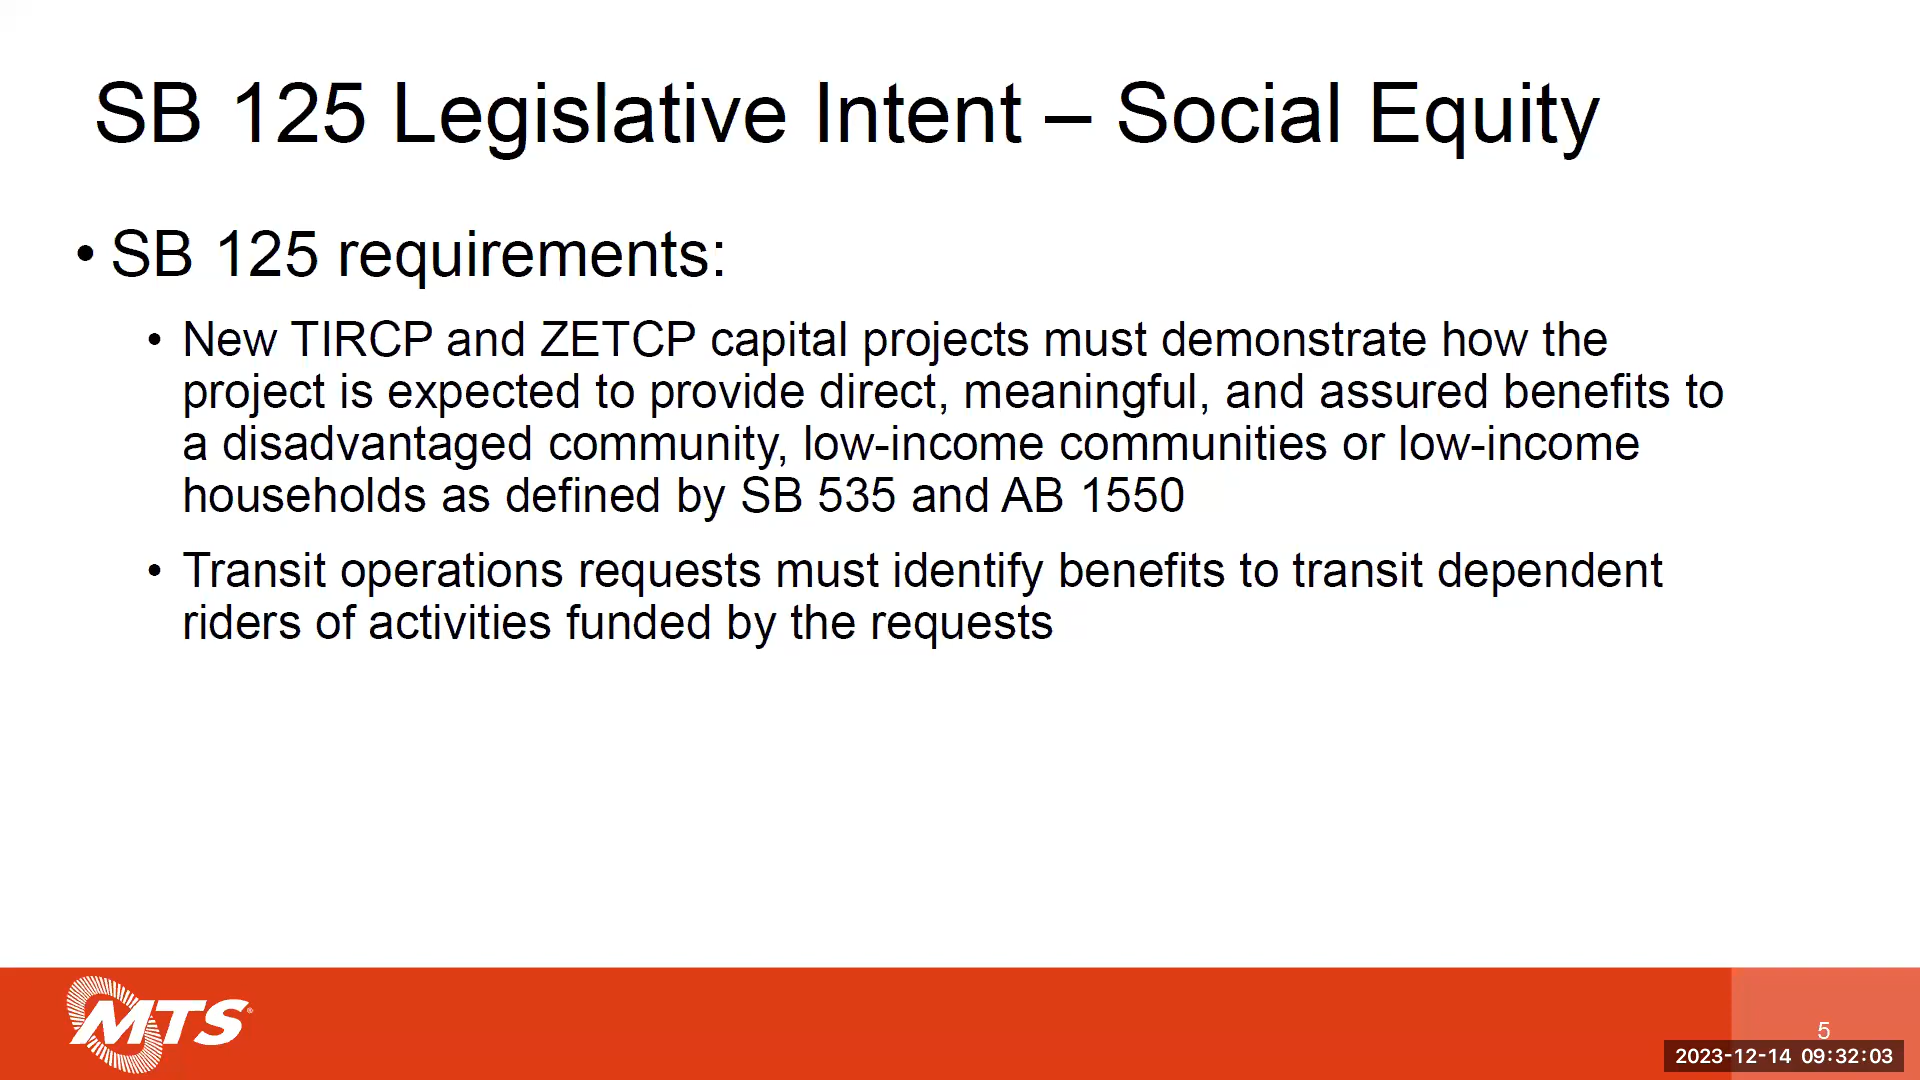 SB 125 Legislative Intent – Social Equity
• SB 125 requirements:
• New TIRCP and ZETCP capital projects must demonstrate how the
project is expected to provide direct, meaningful, and assured benefits to
a disadvantaged community, low-income communities or low-income
households as defined by SB 535 and AB 1550
• Transit operations requests must identify benefits to transit dependent
riders of activities funded by the requests
MTS®
5
2023-12-14 09:32:03